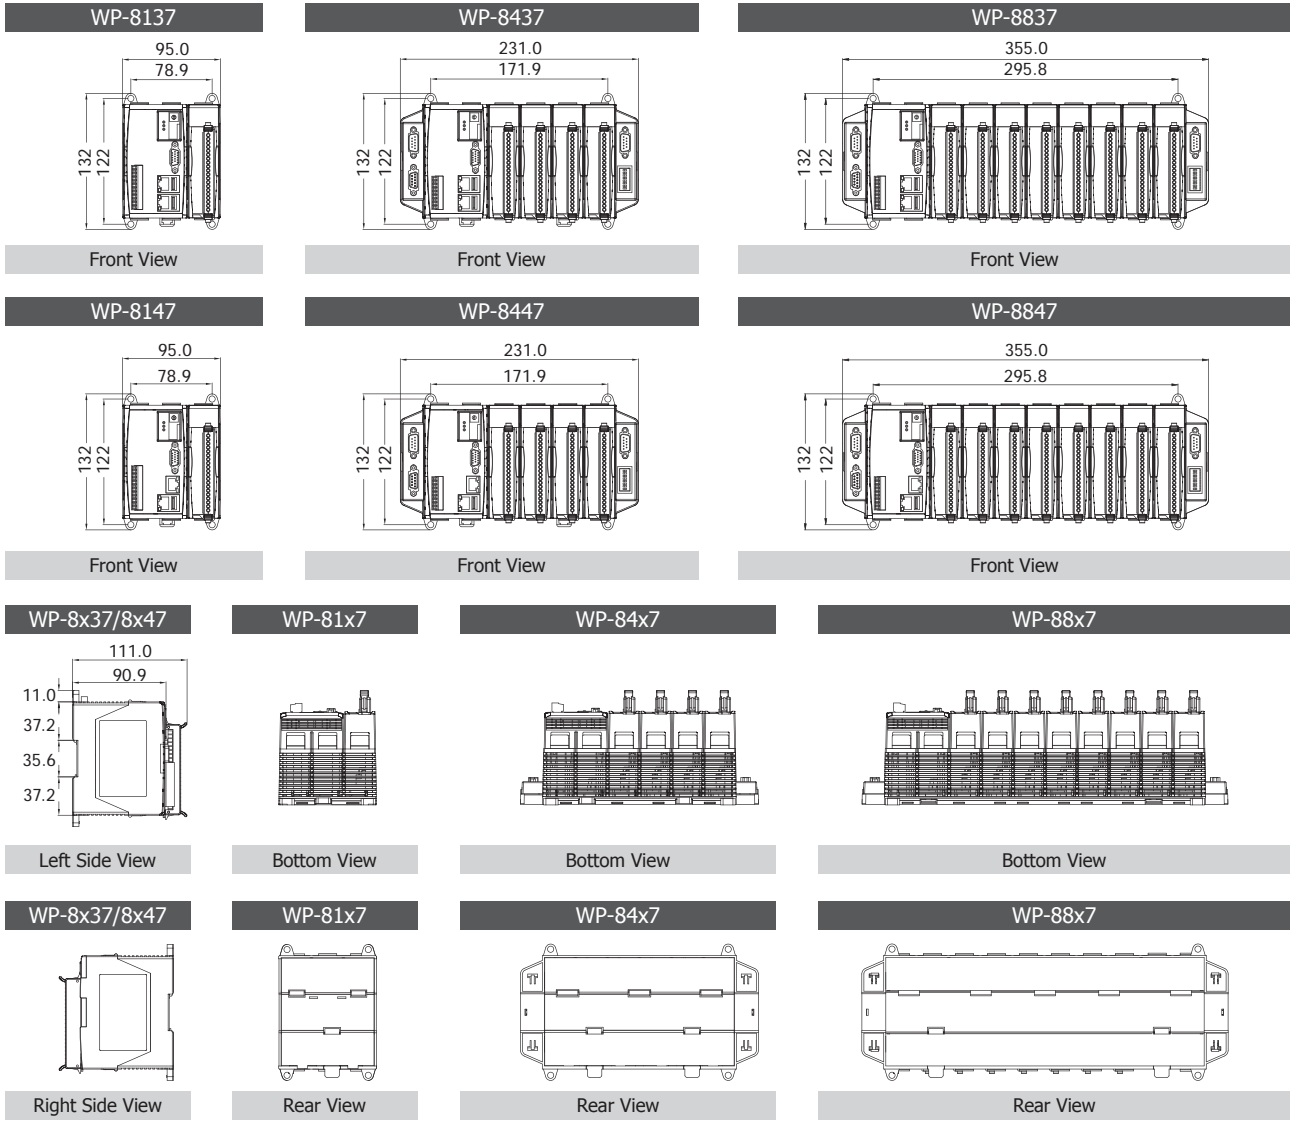 WP-8137 WP-8437 WP-8837
95.0 231.0 355.0
78.9 171.9 295.8
132 122 132 122 132 122
Front View Front View Front View
WP-8147 WP-8447 WP-8847
95.0 231.0 355.0
78.9 171.9 295.8
132 122 132 122 132 122
Front View Front View Front View
WP-8x37/8x47 WP-81x7 WP-84x7 WP-88x7
111.0
90.9
11.0
37.2
35.6
37.2
Left Side View Bottom View Bottom View Bottom View
WP-8x37/8x47 WP-81x7 WP-84x7 WP-88x7
Right Side View Rear View Rear View Rear View